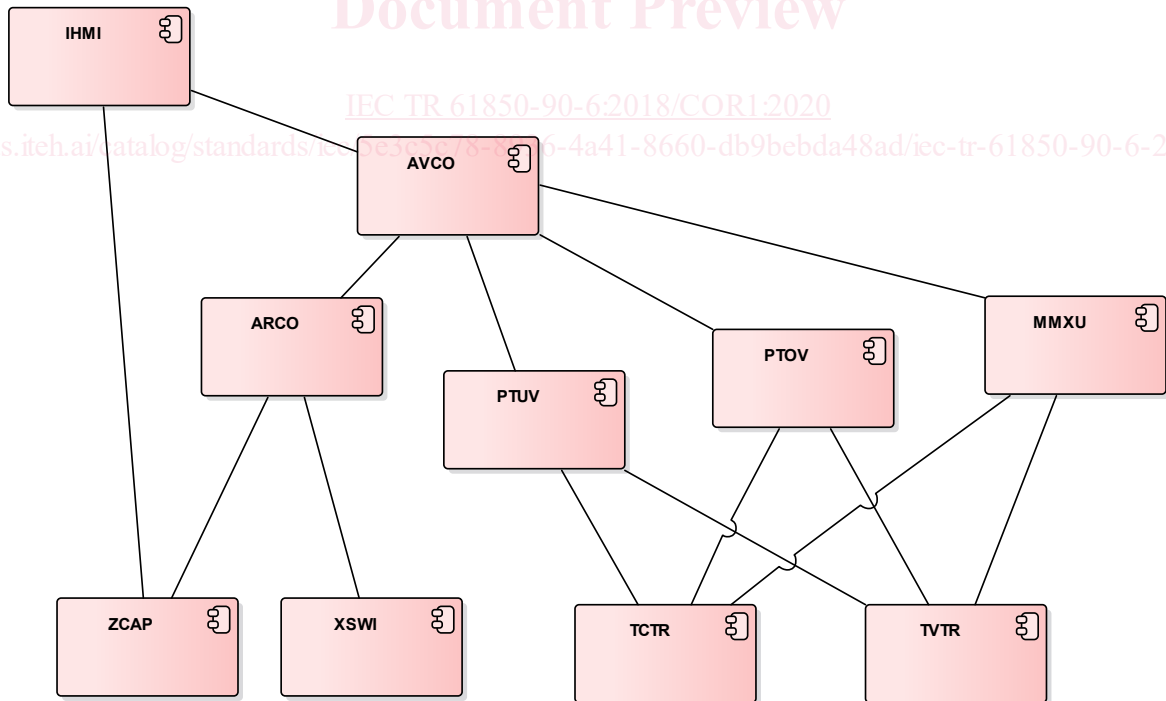 Document Preview
IHMI
IEC TR 61850-90-6:2018/COR1:2020
AVCO
ARCO
MMXU
PTOV
PTUV
ZCAP
XSWI
TCTR
TVTR